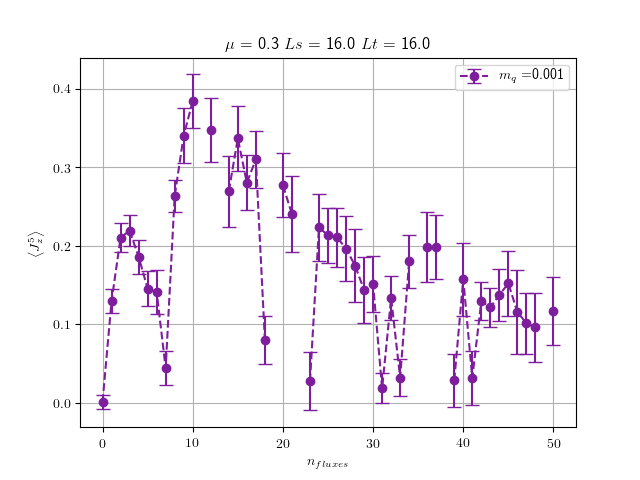 μ = 0.3 Ls = 16.0 Lt = 16.0
m_q =0.001
⟨J_z^5⟩
0.4
0.3
0.2
0.1
0.0
0 10 20 30 40 50
n_fluxes